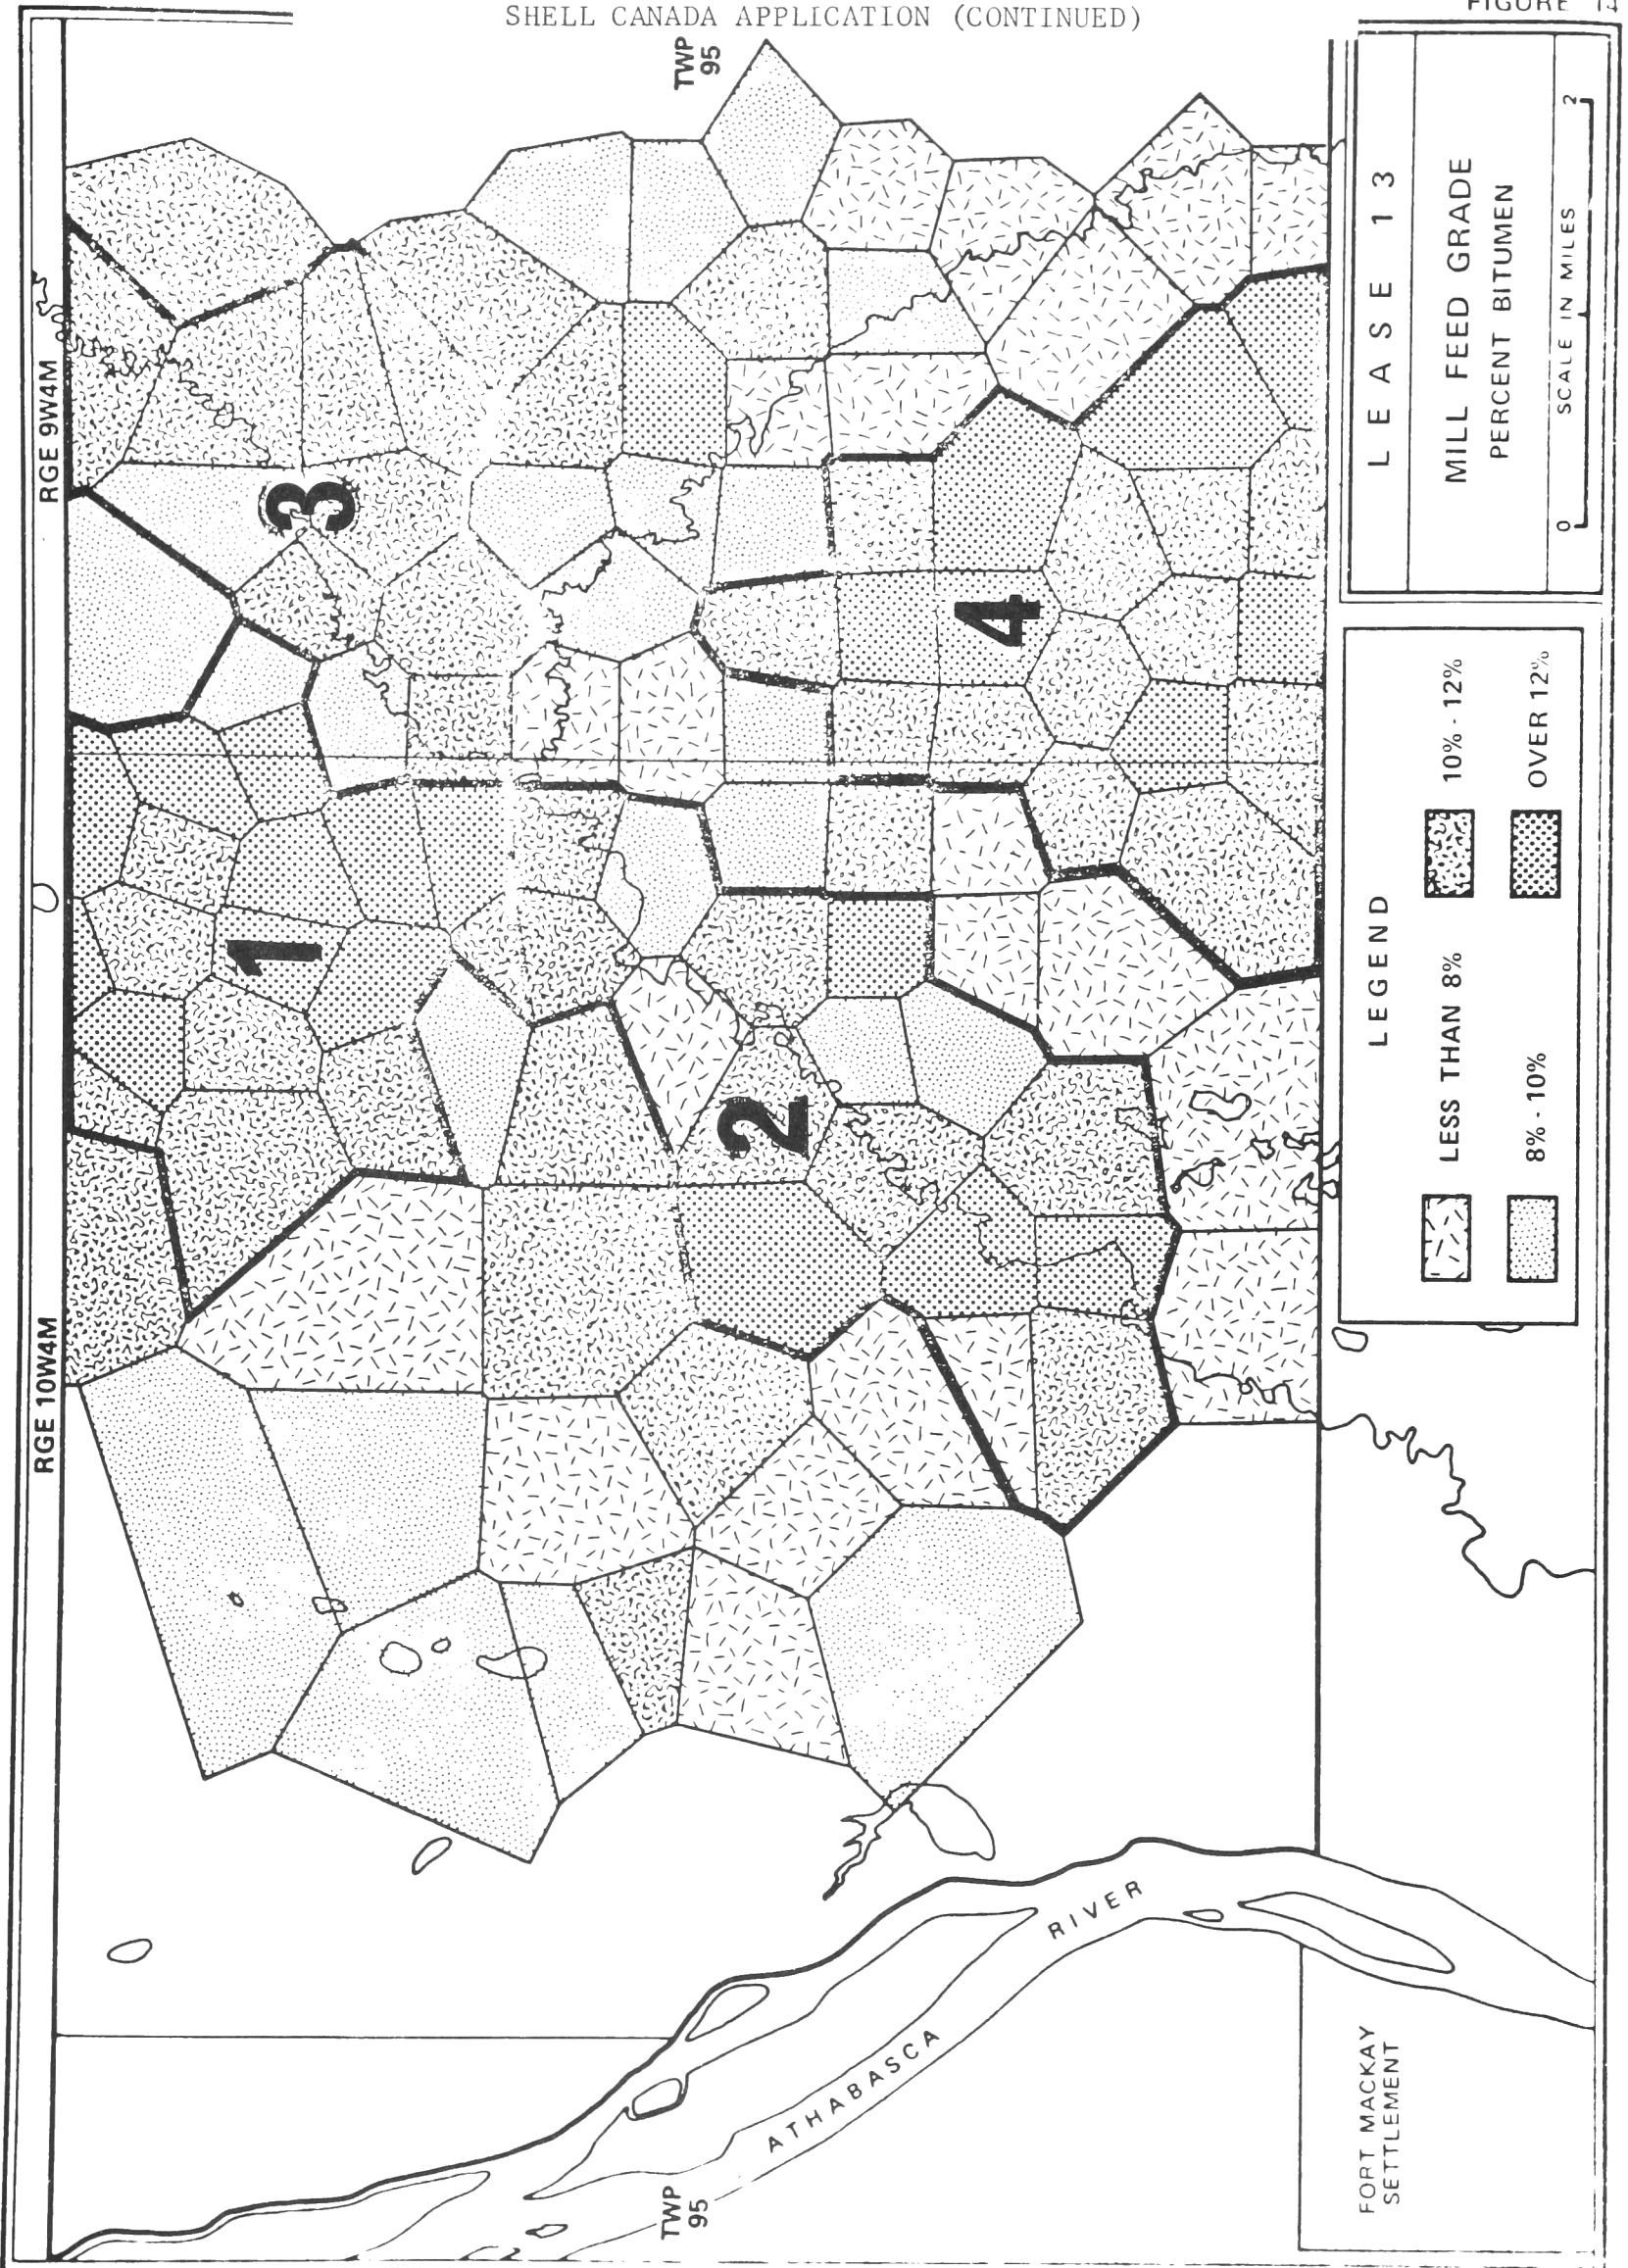 SHELL CANADA APPLICATION (CONTINUED)
FIGURE 14
RGE 10W4M
RGE 9W4M
TWP
95
1
2
3
4
TWP
95
ATHABASCA RIVER
FORT MACKAY
SETTLEMENT
LEGEND
LESS THAN 8%
10% - 12%
8% - 10%
OVER 12%
LEASE 13
MILL FEED GRADE
PERCENT BITUMEN
0 SCALE IN MILES 2